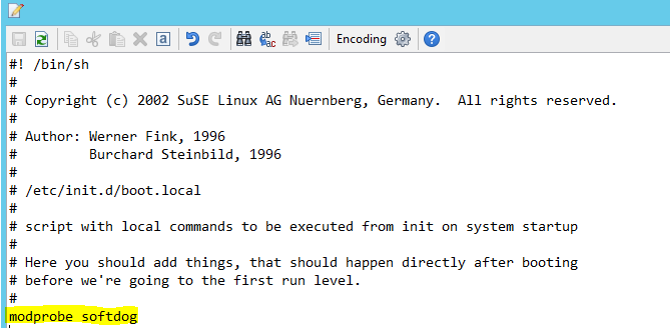 Encoding
#! /bin/sh
#
# Copyright (c) 2002 SuSE Linux AG Nuernberg, Germany.  All rights reserved.
#
# Author: Werner Fink, 1996
#         Burchard Steinbild, 1996
#
# /etc/init.d/boot.local
#
# script with local commands to be executed from init on system startup
#
# Here you should add things, that should happen directly after booting
# before we're going to the first run level.
#
modprobe softdog